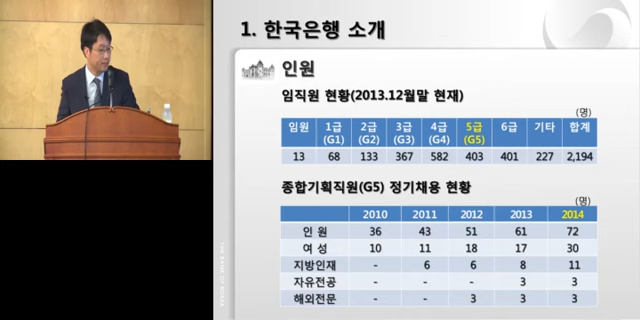 1. 한국은행 소개
인원
임직원 현황(2013.12월말 현재)
(명)
임원 1급 (G1) 2급 (G2) 3급 (G3) 4급 (G4) 5급 (G5) 6급 기타 합계
13 68 133 367 582 403 401 227 2,194
종합기획직원(G5) 정기채용 현황
(명)
2010 2011 2012 2013 2014
인 원 36 43 51 61 72
여 성 10 11 18 17 30
지방인재 - 6 6 8 11
자유전공 - - - 3 3
해외전문 - - 3 3 3